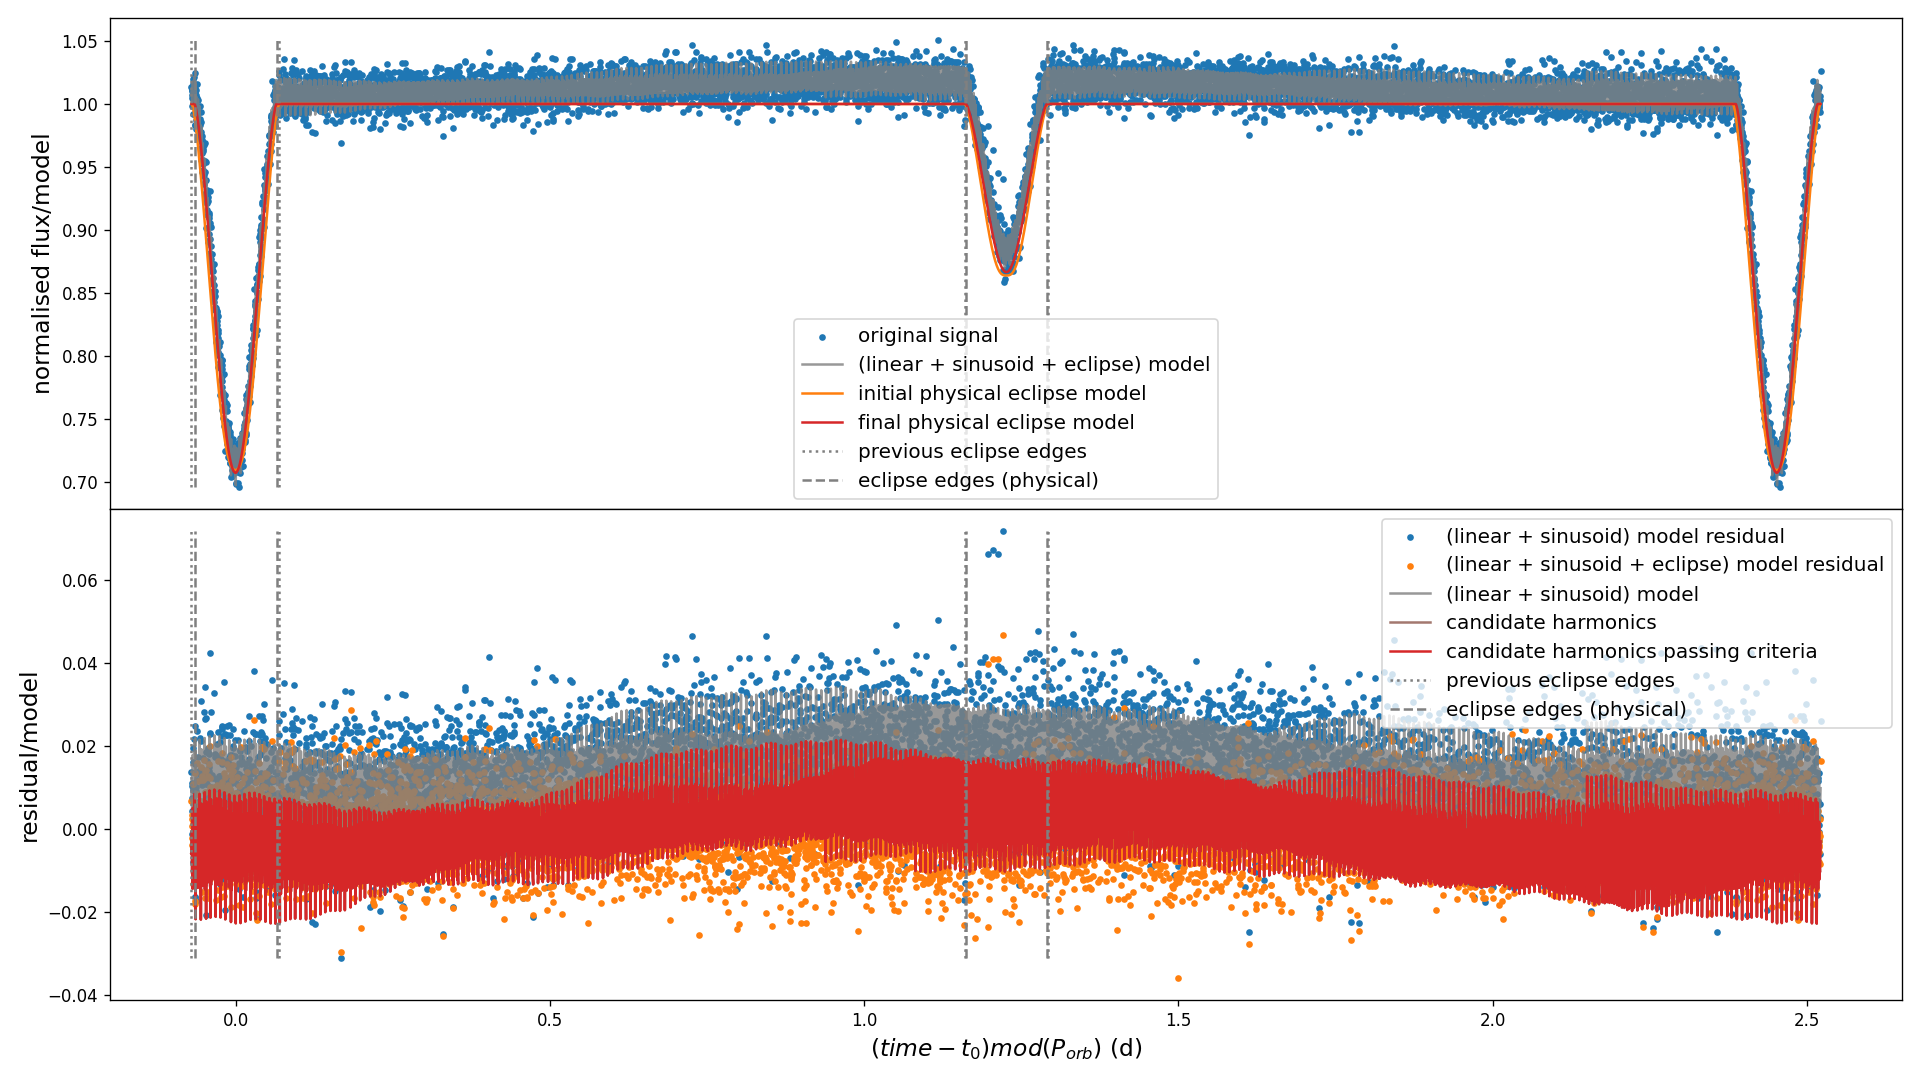 1.05
1.00
0.95
0.90
0.85
0.80
0.75
0.70
normalised flux/model
original signal
(linear + sinusoid + eclipse) model
initial physical eclipse model
final physical eclipse model
previous eclipse edges
eclipse edges (physical)
0.06
0.04
0.02
0.00
−0.02
−0.04
residual/model
(linear + sinusoid) model residual
(linear + sinusoid + eclipse) model residual
(linear + sinusoid) model
candidate harmonics
candidate harmonics passing criteria
previous eclipse edges
eclipse edges (physical)
0.0 0.5 1.0 1.5 2.0 2.5
(time − t₀)mod(P_orb) (d)